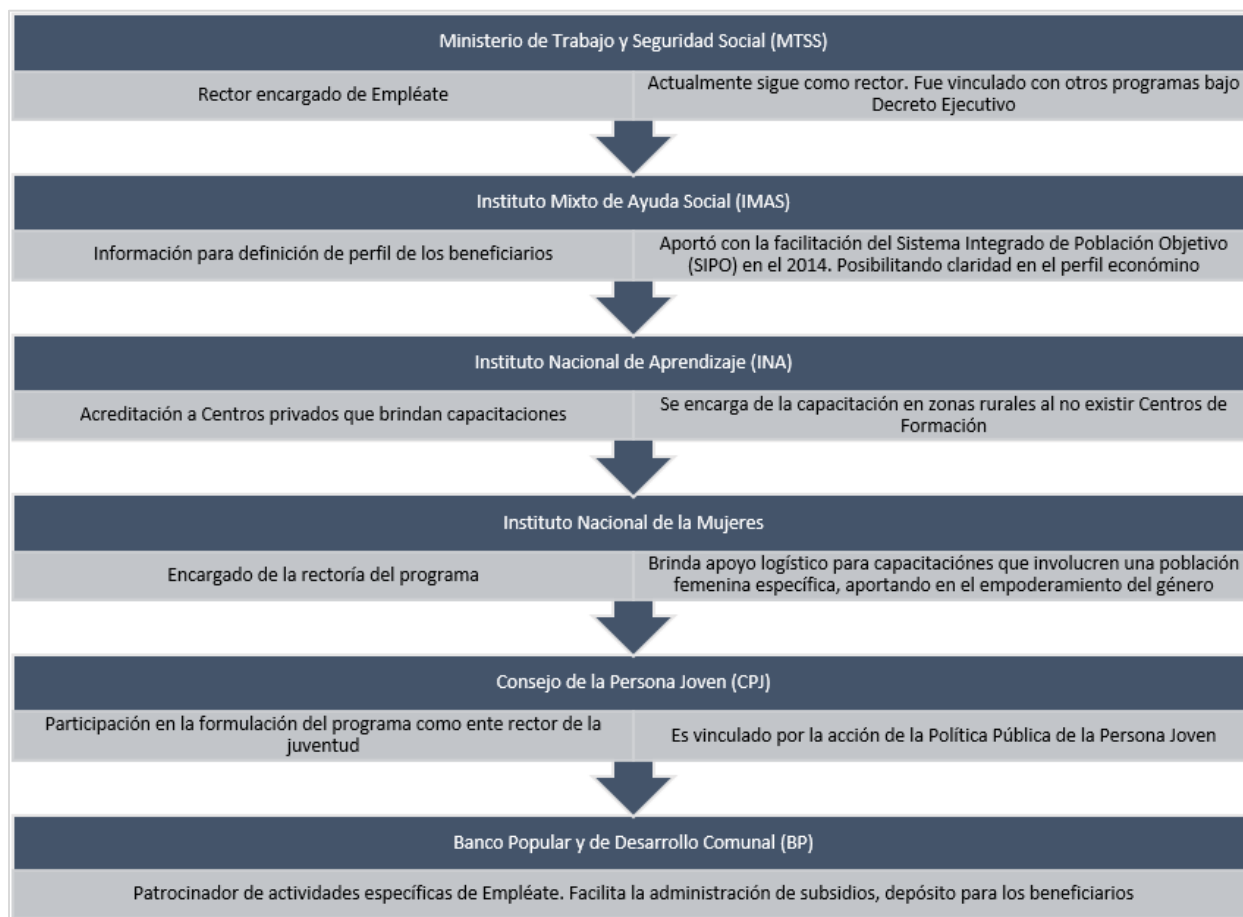 Ministerio de Trabajo y Seguridad Social (MTSS)
Rector encargado de Empléate
Actualmente sigue como rector. Fue vinculado con otros programas bajo
Decreto Ejecutivo
Instituto Mixto de Ayuda Social (IMAS)
Información para definición de perfil de los beneficiarios
Aportó con la facilitación del Sistema Integrado de Población Objetivo
(SIPO) en el 2014. Posibilitando claridad en el perfil económino
Instituto Nacional de Aprendizaje (INA)
Acreditación a Centros privados que brindan capacitaciones
Se encarga de la capacitación en zonas rurales al no existir Centros de
Formación
Instituto Nacional de la Mujeres
Encargado de la rectoría del programa
Brinda apoyo logístico para capacitaciónes que involucren una población
femenina específica, aportando en el empoderamiento del género
Consejo de la Persona Joven (CPJ)
Participación en la formulación del programa como ente rector de la
juventud
Es vinculado por la acción de la Política Pública de la Persona Joven
Banco Popular y de Desarrollo Comunal (BP)
Patrocinador de actividades específicas de Empléate. Facilita la administración de subsidios, depósito para los beneficiarios